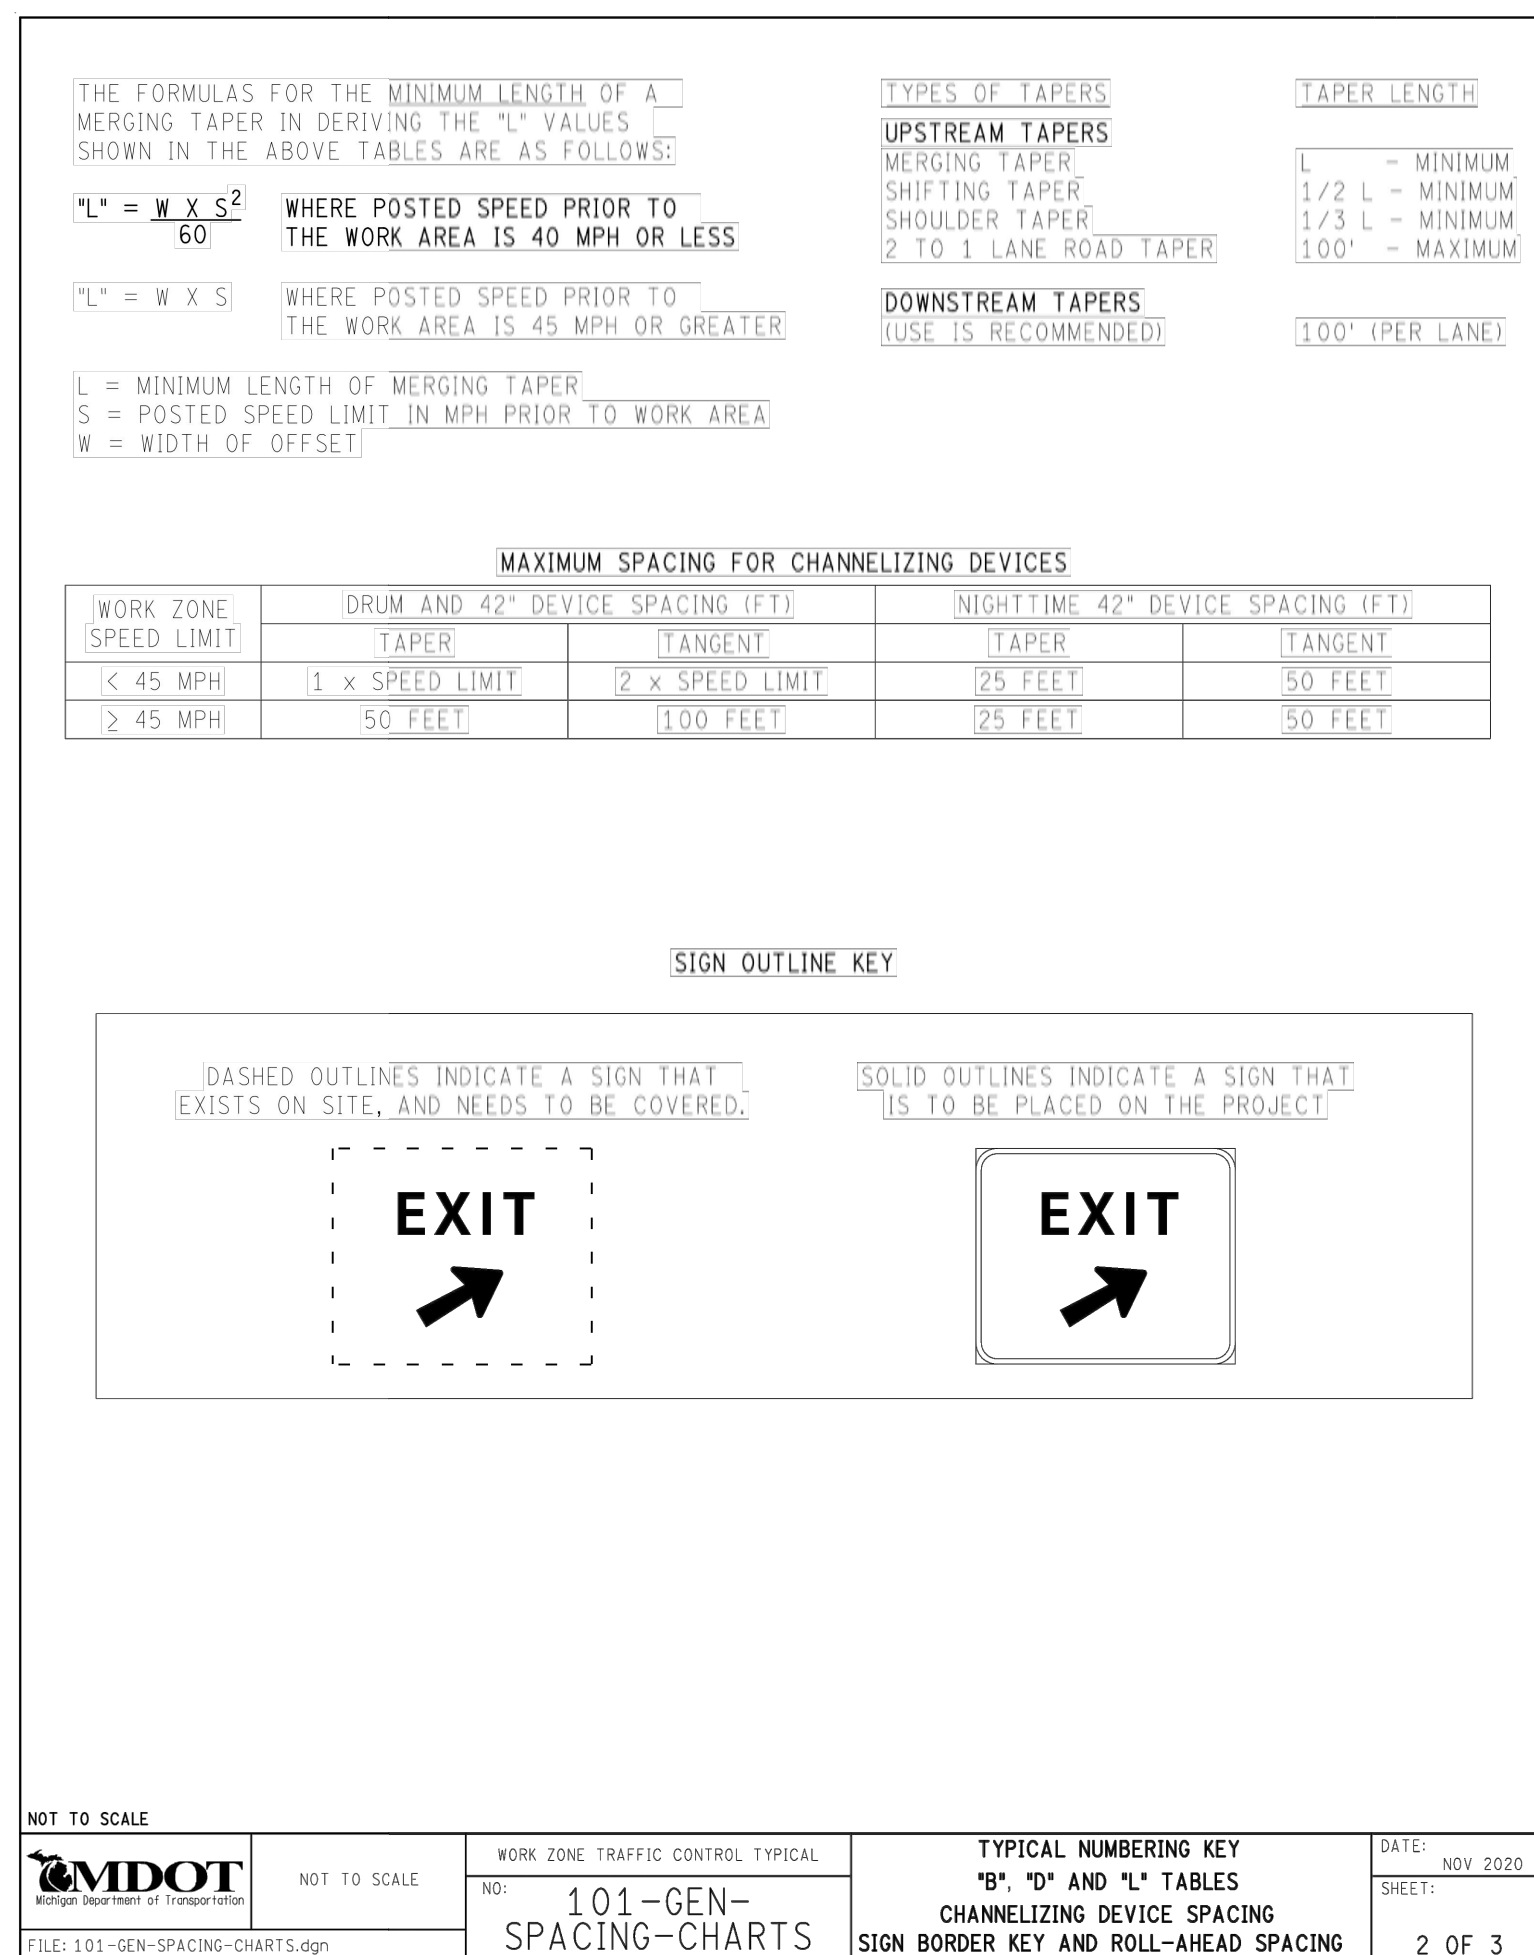 THE FORMULAS FOR THE MINIMUM LENGTH OF A
MERGING TAPER IN DERIVING THE "L" VALUES
SHOWN IN THE ABOVE TABLES ARE AS FOLLOWS:
"L" = W X S²
60
WHERE POSTED SPEED PRIOR TO
THE WORK AREA IS 40 MPH OR LESS
"L" = W X S
WHERE POSTED SPEED PRIOR TO
THE WORK AREA IS 45 MPH OR GREATER
L = MINIMUM LENGTH OF MERGING TAPER
S = POSTED SPEED LIMIT IN MPH PRIOR TO WORK AREA
W = WIDTH OF OFFSET
TYPES OF TAPERS TAPER LENGTH
UPSTREAM TAPERS
MERGING TAPER L - MINIMUM
SHIFTING TAPER 1/2 L - MINIMUM
SHOULDER TAPER 1/3 L - MINIMUM
2 TO 1 LANE ROAD TAPER 100' - MAXIMUM
DOWNSTREAM TAPERS
(USE IS RECOMMENDED) 100' (PER LANE)
MAXIMUM SPACING FOR CHANNELIZING DEVICES
WORK ZONE
SPEED LIMIT
DRUM AND 42" DEVICE SPACING (FT) NIGHTTIME 42" DEVICE SPACING (FT)
TAPER TANGENT TAPER TANGENT
< 45 MPH 1 x SPEED LIMIT 2 x SPEED LIMIT 25 FEET 50 FEET
≥ 45 MPH 50 FEET 100 FEET 25 FEET 50 FEET
SIGN OUTLINE KEY
DASHED OUTLINES INDICATE A SIGN THAT
EXISTS ON SITE, AND NEEDS TO BE COVERED.
SOLID OUTLINES INDICATE A SIGN THAT
IS TO BE PLACED ON THE PROJECT
EXIT
EXIT
NOT TO SCALE
MDOT
Michigan Department of Transportation
NOT TO SCALE
FILE: 101-GEN-SPACING-CHARTS.dgn
WORK ZONE TRAFFIC CONTROL TYPICAL
NO: 101-GEN-
SPACING-CHARTS
TYPICAL NUMBERING KEY
"B", "D" AND "L" TABLES
CHANNELIZING DEVICE SPACING
SIGN BORDER KEY AND ROLL-AHEAD SPACING
DATE:
NOV 2020
SHEET:
2 OF 3